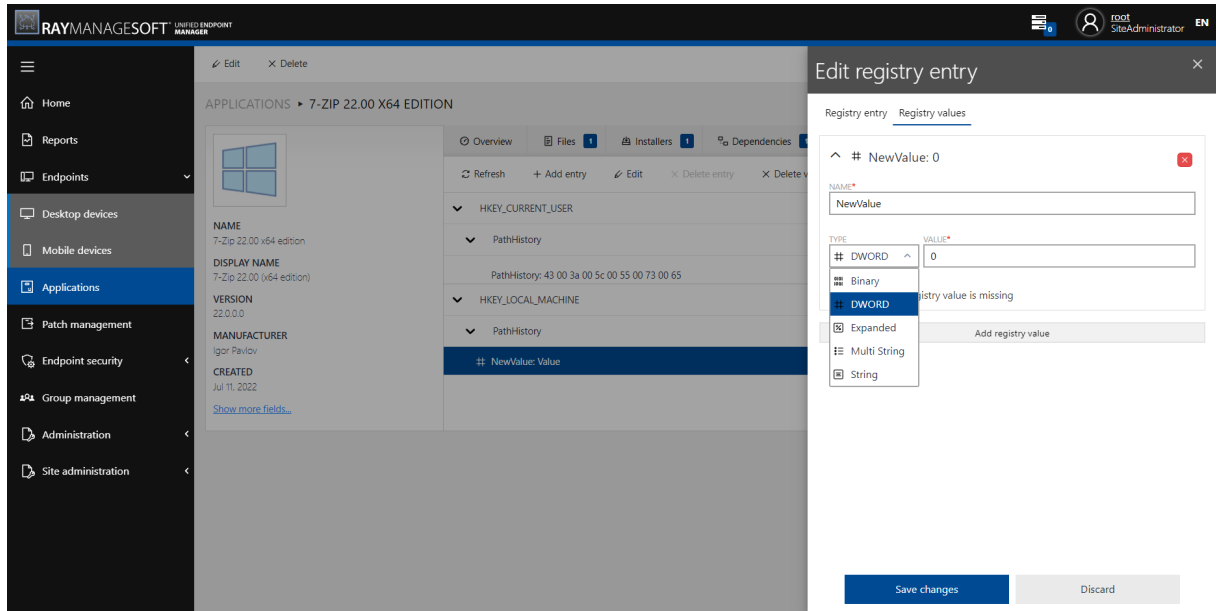 RAYMANAGESOFT UNIFIED ENDPOINT MANAGER
0
root
SiteAdministrator
EN
Home
Reports
Endpoints
Desktop devices
Mobile devices
Applications
Patch management
Endpoint security
Group management
Administration
Site administration
Edit
Delete
APPLICATIONS ▸ 7-ZIP 22.00 X64 EDITION
NAME
7-Zip 22.00 x64 edition
DISPLAY NAME
7-Zip 22.00 (x64 edition)
VERSION
22.0.0.0
MANUFACTURER
Igor Pavlov
CREATED
Jul 11, 2022
Show more fields...
Overview Files 1 Installers 1 Dependencies 1
Refresh + Add entry Edit × Delete entry × Delete v
HKEY_CURRENT_USER
PathHistory
PathHistory: 43 00 3a 00 5c 00 55 00 73 00 65
HKEY_LOCAL_MACHINE
PathHistory
# NewValue: Value
Edit registry entry
Registry entry Registry values
# NewValue: 0
NAME*
NewValue
TYPE VALUE*
# DWORD 0
Binary
# DWORD
Expanded
Multi String
String
gistry value is missing
Add registry value
Save changes Discard